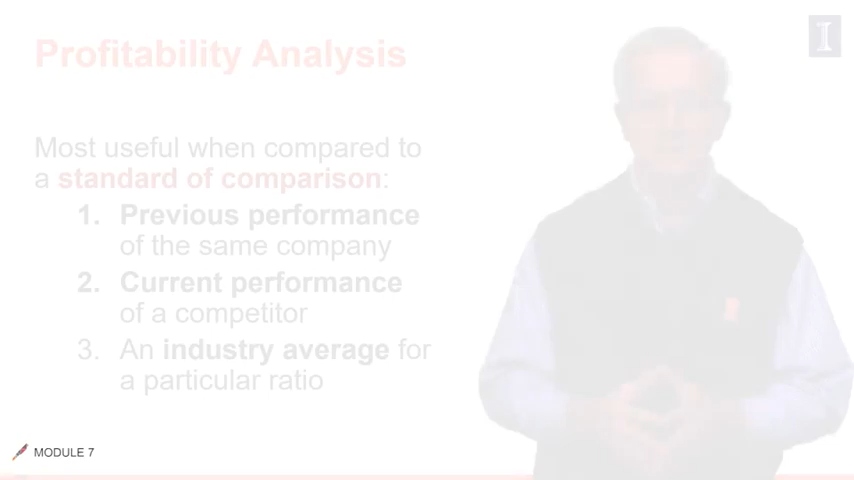 Profitability Analysis
Most useful when compared to
a standard of comparison:
1. Previous performance
of the same company
2. Current performance
of a competitor
3. An industry average for
a particular ratio
MODULE 7